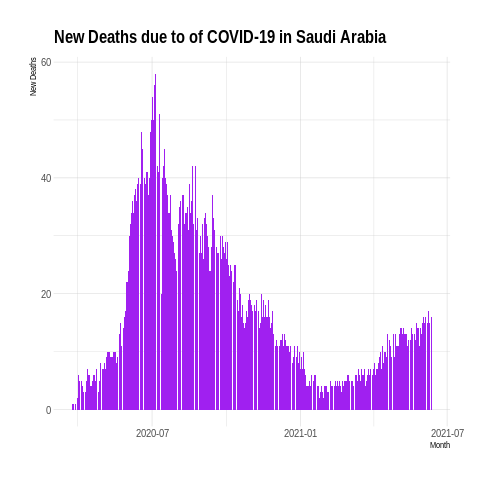 New Deaths due to of COVID-19 in Saudi Arabia
New Deaths
60
40
20
0
2020-07
2021-01
2021-07
Month